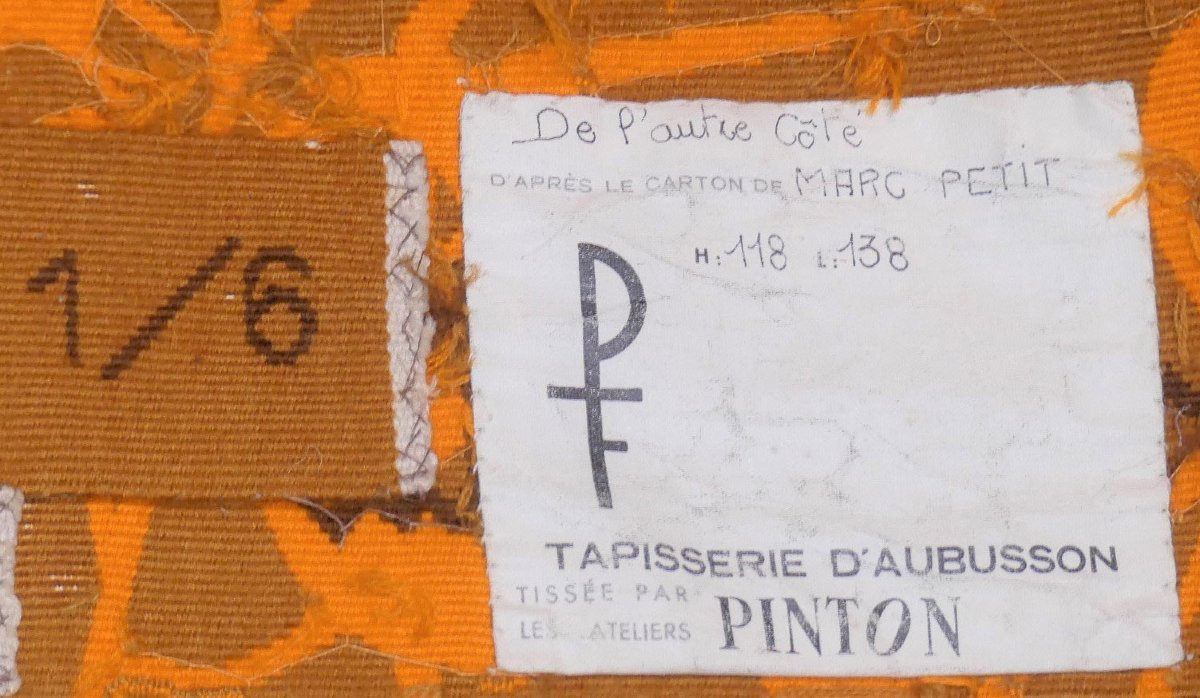 De l'autre Côté
D'APRÈS LE CARTON DE MARC PETIT
H: 118 L: 138
1/6
PF
TAPISSERIE D'AUBUSSON
TISSÉE PAR
LES ATELIERS PINTON